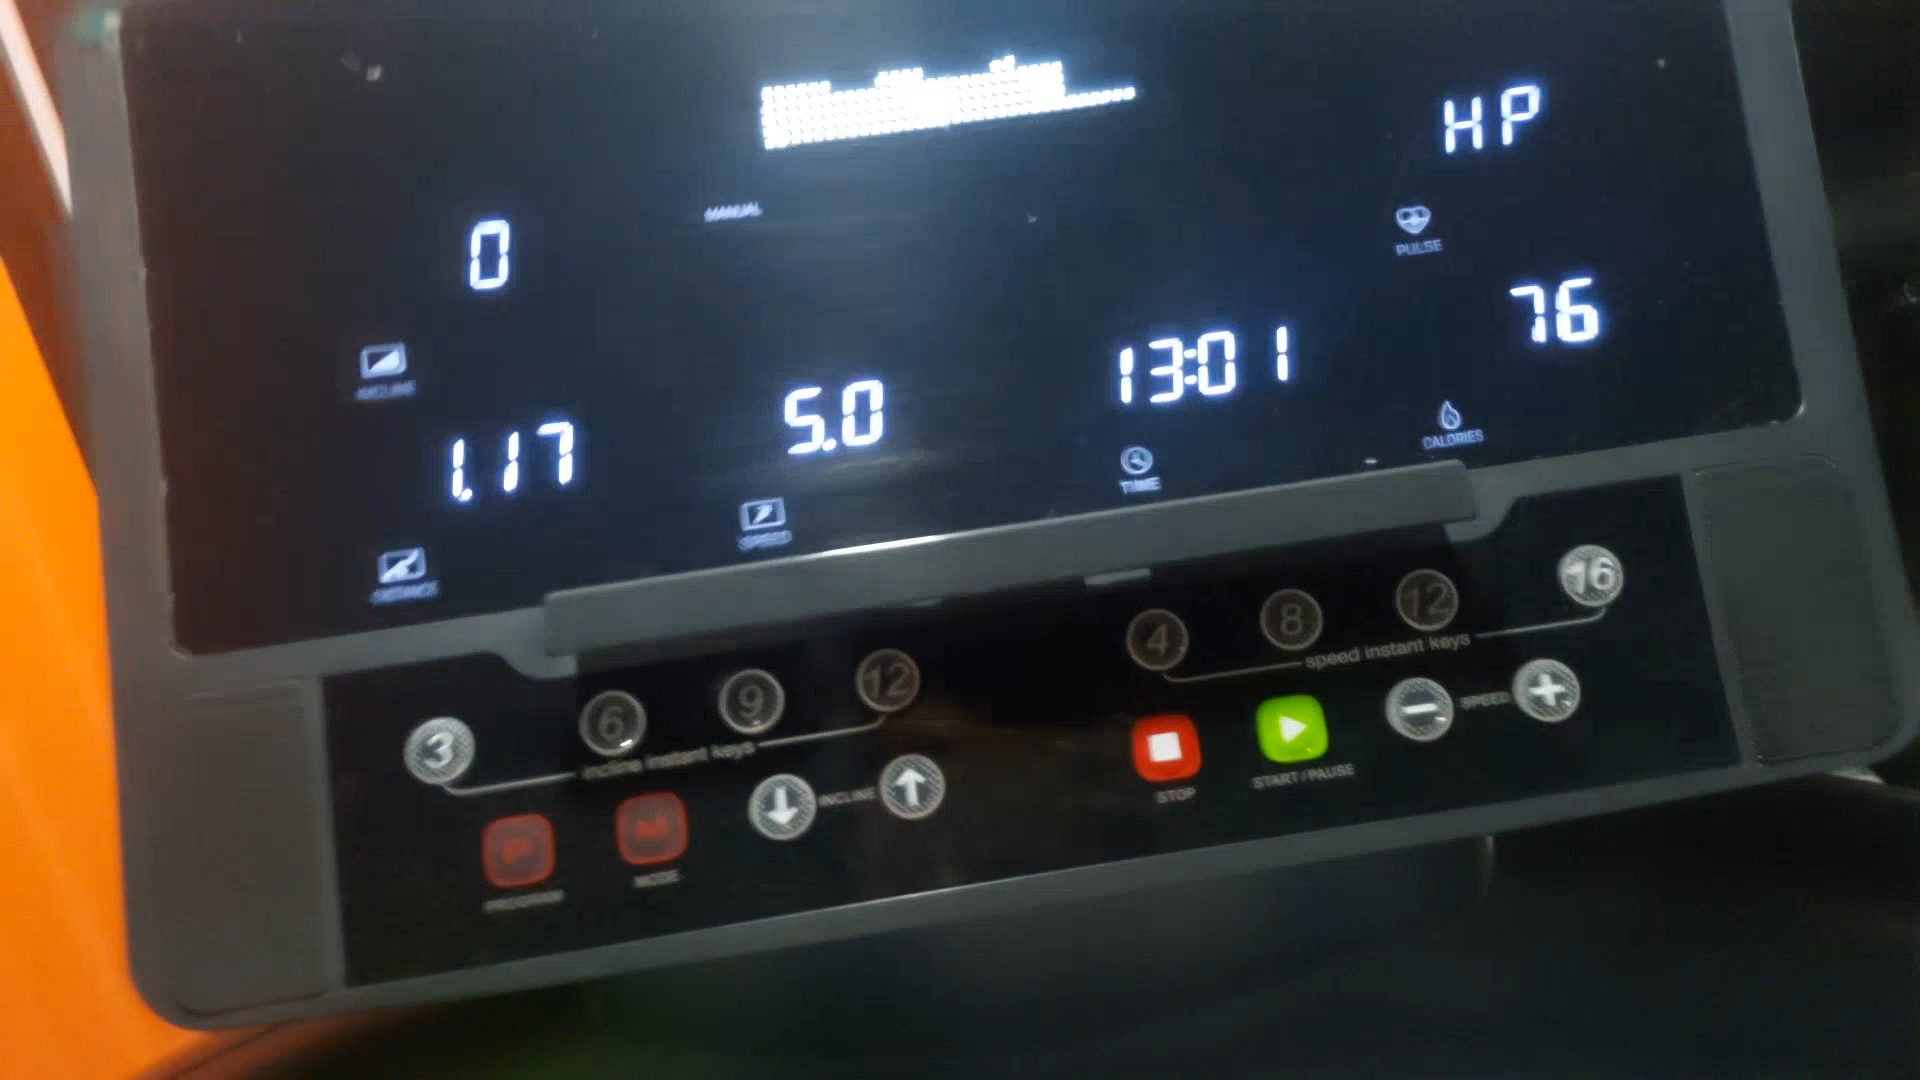 HP
MANUAL
0
PULSE
76
INCLINE
13:01
5.0
CALORIES
1.17
TIME
SPEED
DISTANCE
16
12
8
4
speed instant keys
12
9
6
3
incline instant keys
SPEED
START / PAUSE
STOP
INCLINE
P
M
MODE
PROGRAM